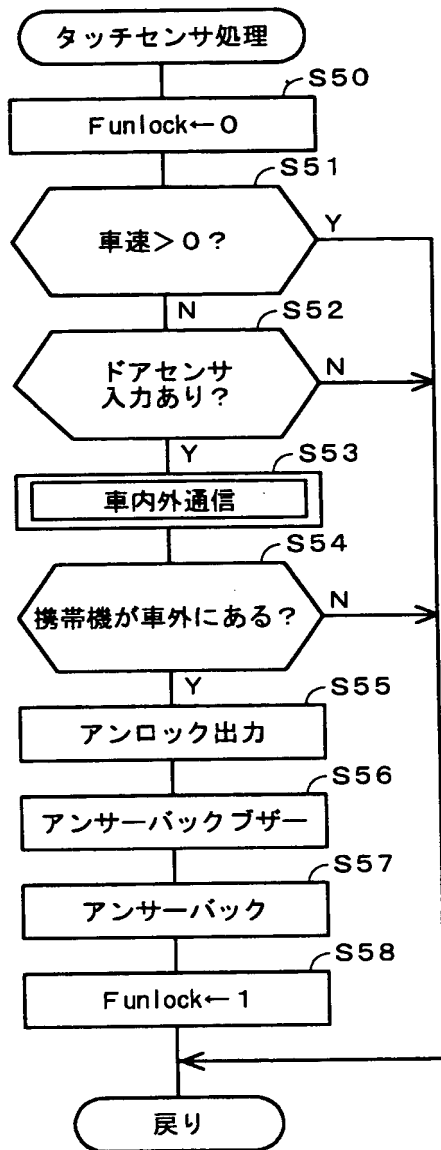 タッチセンサ処理
S50
Funlock←0
S51
車速>0?
Y
N
S52
ドアセンサ
入力あり?
N
Y
S53
車内外通信
S54
携帯機が車外にある?
N
Y
S55
アンロック出力
S56
アンサーバックブザー
S57
アンサーバック
S58
Funlock←1
戻り